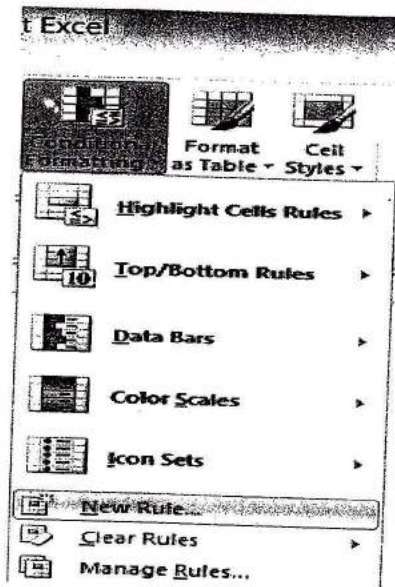 t Excel
Conditional
Formatting
Format
as Table
Cell
Styles
Highlight Cells Rules
10
Top/Bottom Rules
Data Bars
Color Scales
Icon Sets
New Rule...
Clear Rules
Manage Rules...